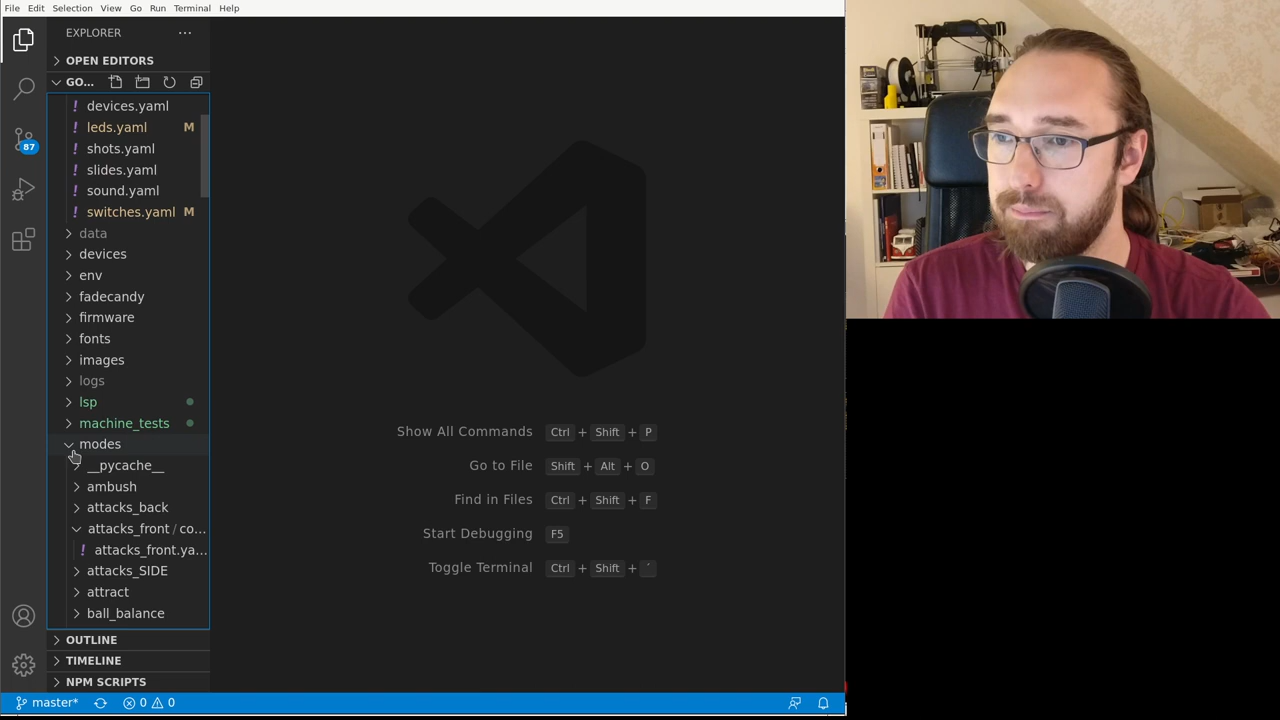 File Edit Selection View Go Run Terminal Help
EXPLORER ...
OPEN EDITORS
GO...
! devices.yaml
! leds.yaml M
! shots.yaml
! slides.yaml
! sound.yaml
! switches.yaml M
data
devices
env
fadecandy
firmware
fonts
images
logs
lsp
machine_tests
modes
__pycache__
ambush
attacks_back
attacks_front / co...
! attacks_front.ya...
attacks_SIDE
attract
ball_balance
OUTLINE
TIMELINE
NPM SCRIPTS
87
Show All Commands Ctrl + Shift + P
Go to File Shift + Alt + O
Find in Files Ctrl + Shift + F
Start Debugging F5
Toggle Terminal Ctrl + Shift + ´
master* 0 0